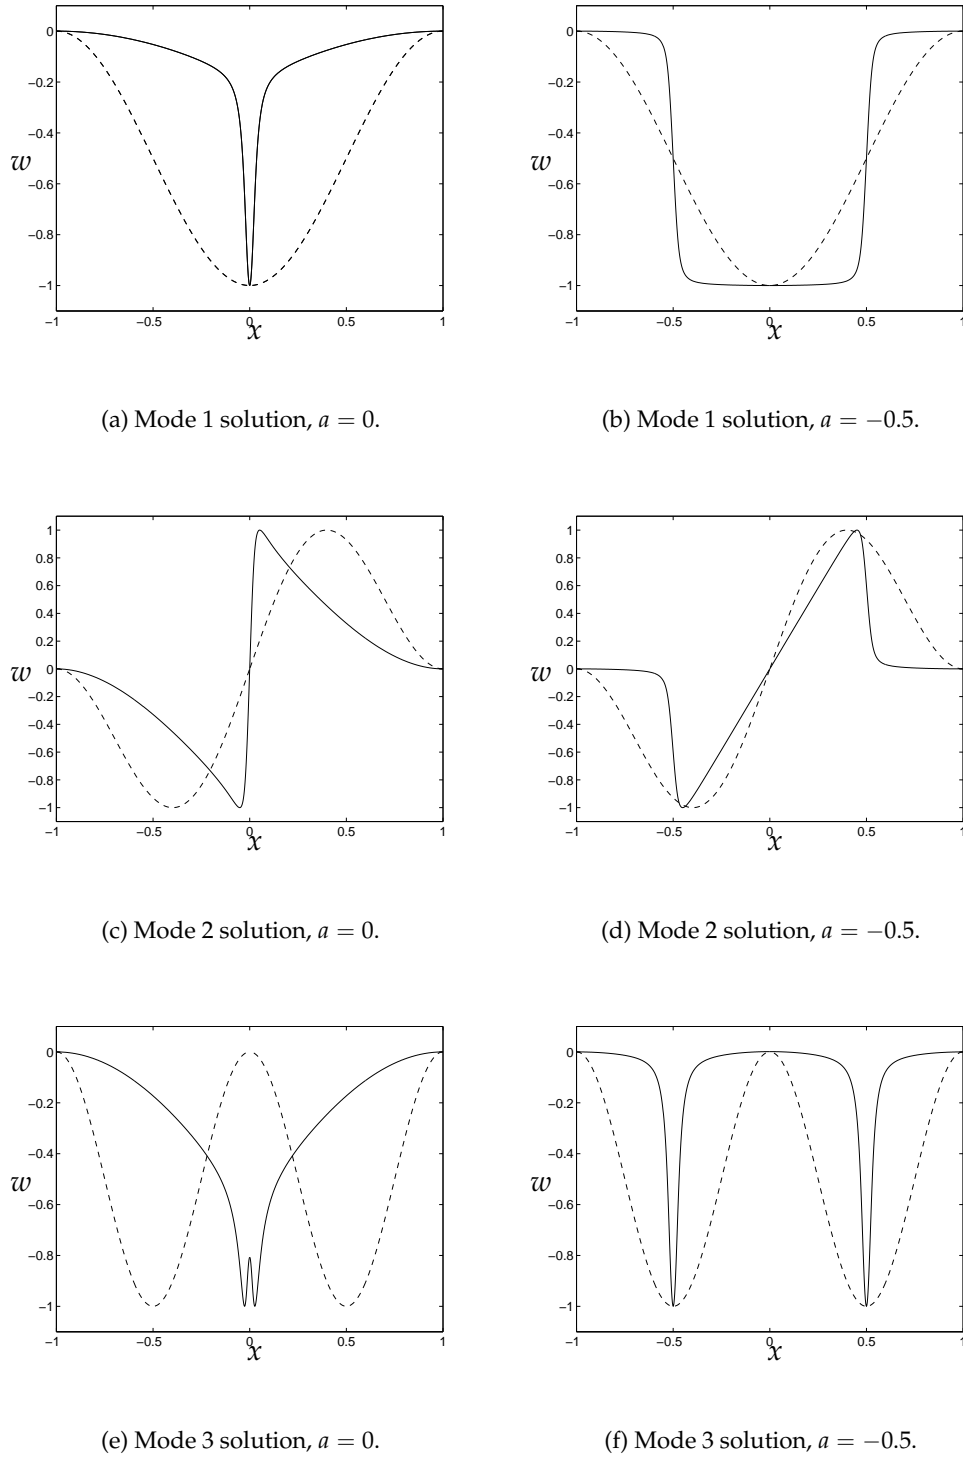 0
−0.2
−0.4
w
−0.6
−0.8
−1
−1 −0.5 0 0.5 1
x
0
−0.2
−0.4
w
−0.6
−0.8
−1
−1 −0.5 0 0.5 1
x
(a) Mode 1 solution, a = 0.
(b) Mode 1 solution, a = −0.5.
1
0.8
0.6
0.4
0.2
0
w
−0.2
−0.4
−0.6
−0.8
−1
−1 −0.5 0 0.5 1
x
1
0.8
0.6
0.4
0.2
0
w
−0.2
−0.4
−0.6
−0.8
−1
−1 −0.5 0 0.5 1
x
(c) Mode 2 solution, a = 0.
(d) Mode 2 solution, a = −0.5.
0
−0.2
−0.4
w
−0.6
−0.8
−1
−1 −0.5 0 0.5 1
x
0
−0.2
−0.4
w
−0.6
−0.8
−1
−1 −0.5 0 0.5 1
x
(e) Mode 3 solution, a = 0.
(f) Mode 3 solution, a = −0.5.